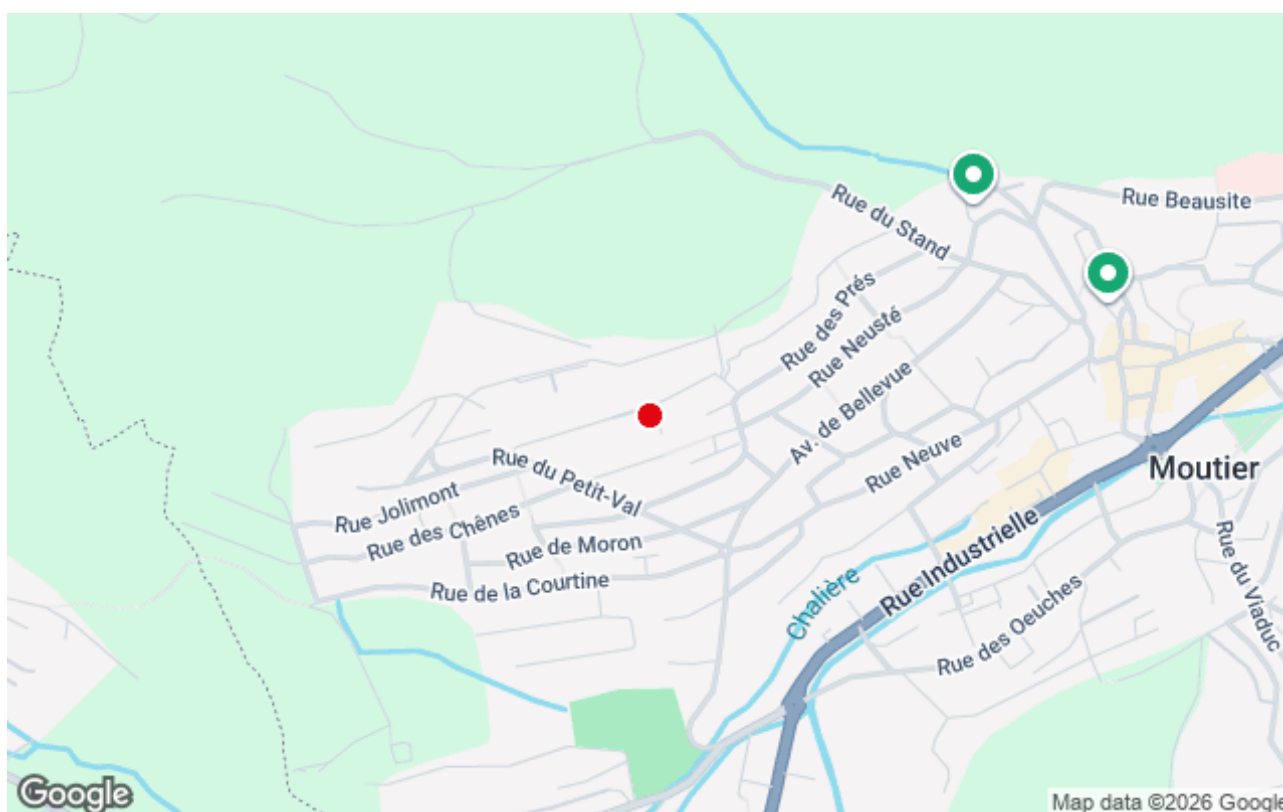 Rue Beausite
Rue du Stand
Rue des Prés
Rue Neusté
Av. de Bellevue
Rue Neuve
Moutier
Rue du Petit-Val
Rue Jolimont
Rue des Chênes
Rue de Moron
Rue de la Courtine
Chalière
Rue Industrielle
Rue des Oeuches
Rue du Viaduc
Google
Map data ©2026 Google